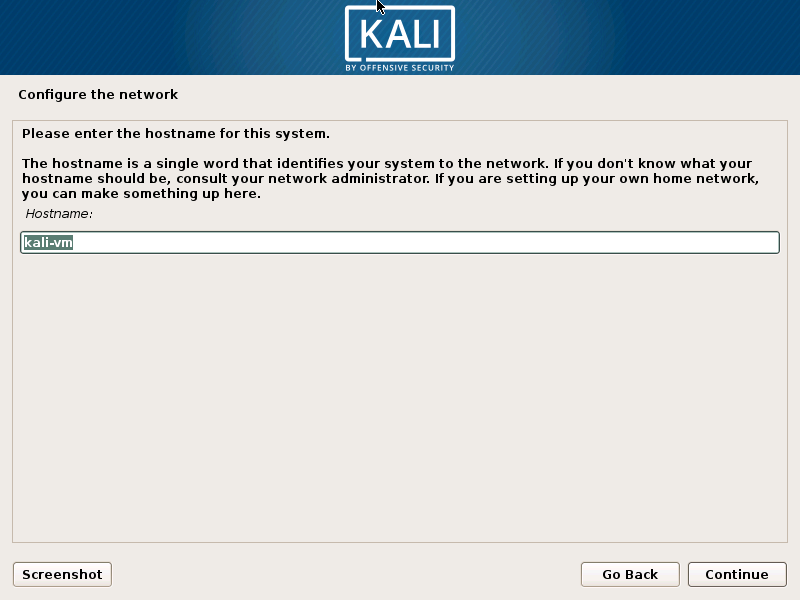 KALI
BY OFFENSIVE SECURITY
Configure the network
Please enter the hostname for this system.
The hostname is a single word that identifies your system to the network. If you don't know what your
hostname should be, consult your network administrator. If you are setting up your own home network,
you can make something up here.
Hostname:
kali-vm
Screenshot
Go Back
Continue